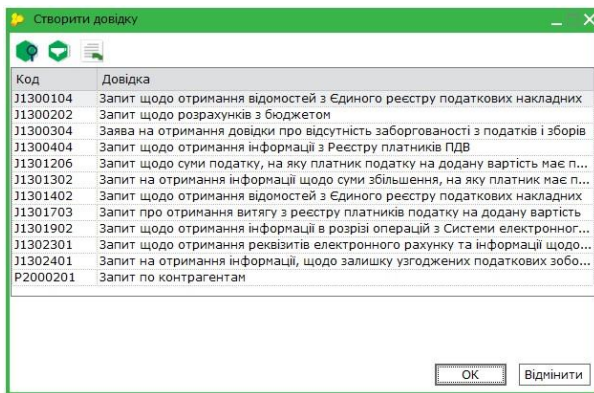 Створити довідку
Код Довідка
J1300104 Запит щодо отримання відомостей з Єдиного реєстру податкових накладних
J1300202 Запит щодо розрахунків з бюджетом
J1300304 Заява на отримання довідки про відсутність заборгованості з податків і зборів
J1300404 Запит щодо отримання інформації з Реєстру платників ПДВ
J1301206 Запит щодо суми податку, на яку платник податку на додану вартість має п...
J1301302 Запит на отримання інформації щодо суми збільшення, на яку платник має п...
J1301402 Запит щодо отримання відомостей з Єдиного реєстру податкових накладних
J1301703 Запит про отримання витягу з реєстру платників податку на додану вартість
J1301902 Запит щодо отримання інформації в розрізі операцій з Системи електронног...
J1302301 Запит щодо отримання реквізитів електронного рахунку та інформації щодо...
J1302401 Запит на отримання інформації, щодо залишку узгоджених податкових зобо...
P2000201 Запит по контрагентам
OK Відмінити